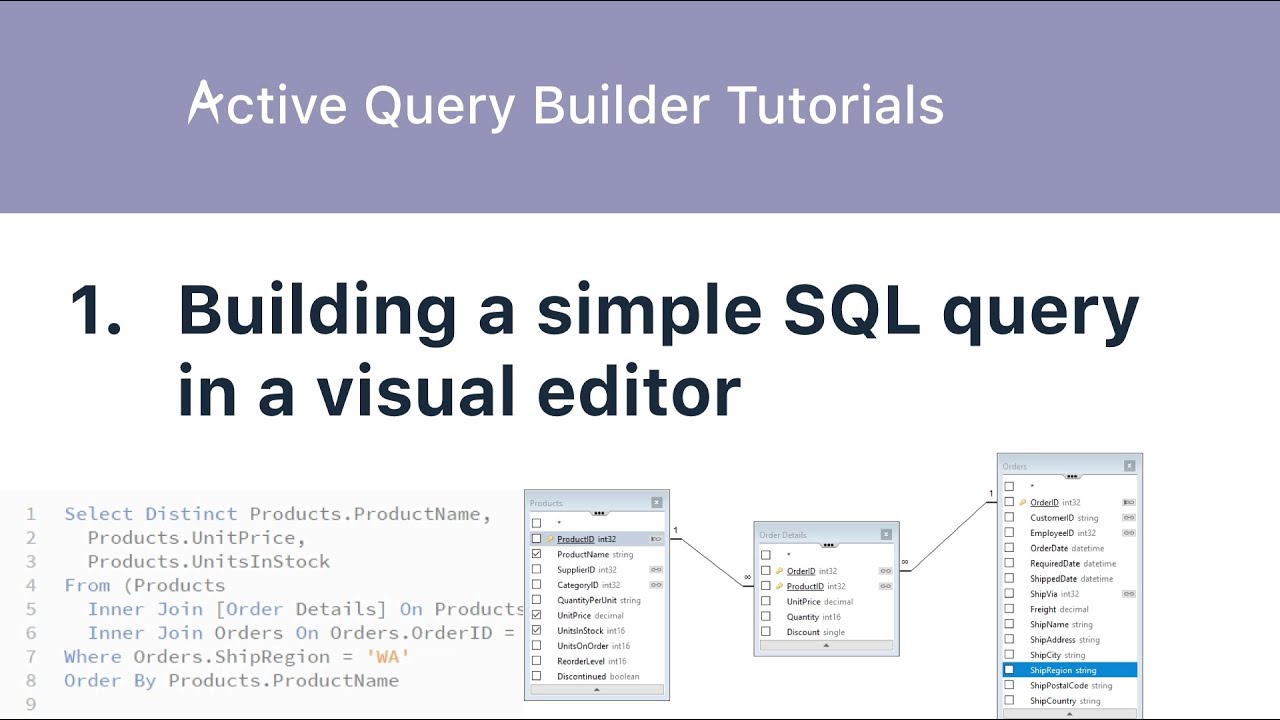 Active Query Builder Tutorials
1. Building a simple SQL query
in a visual editor
1 Select Distinct Products.ProductName,
2 Products.UnitPrice,
3 Products.UnitsInStock
4 From (Products
5 Inner Join [Order Details] On Products
6 Inner Join Orders On Orders.OrderID =
7 Where Orders.ShipRegion = 'WA'
8 Order By Products.ProductName
9
Products
*
ProductID int32
ProductName string
SupplierID int32
CategoryID int32
QuantityPerUnit string
UnitPrice decimal
UnitsInStock int16
UnitsOnOrder int16
ReorderLevel int16
Discontinued boolean
1
∞
Order Details
*
OrderID int32
ProductID int32
UnitPrice decimal
Quantity int16
Discount single
∞
1
Orders
*
OrderID int32
CustomerID string
EmployeeID int32
OrderDate datetime
RequiredDate datetime
ShippedDate datetime
ShipVia int32
Freight decimal
ShipName string
ShipAddress string
ShipCity string
ShipRegion string
ShipPostalCode string
ShipCountry string